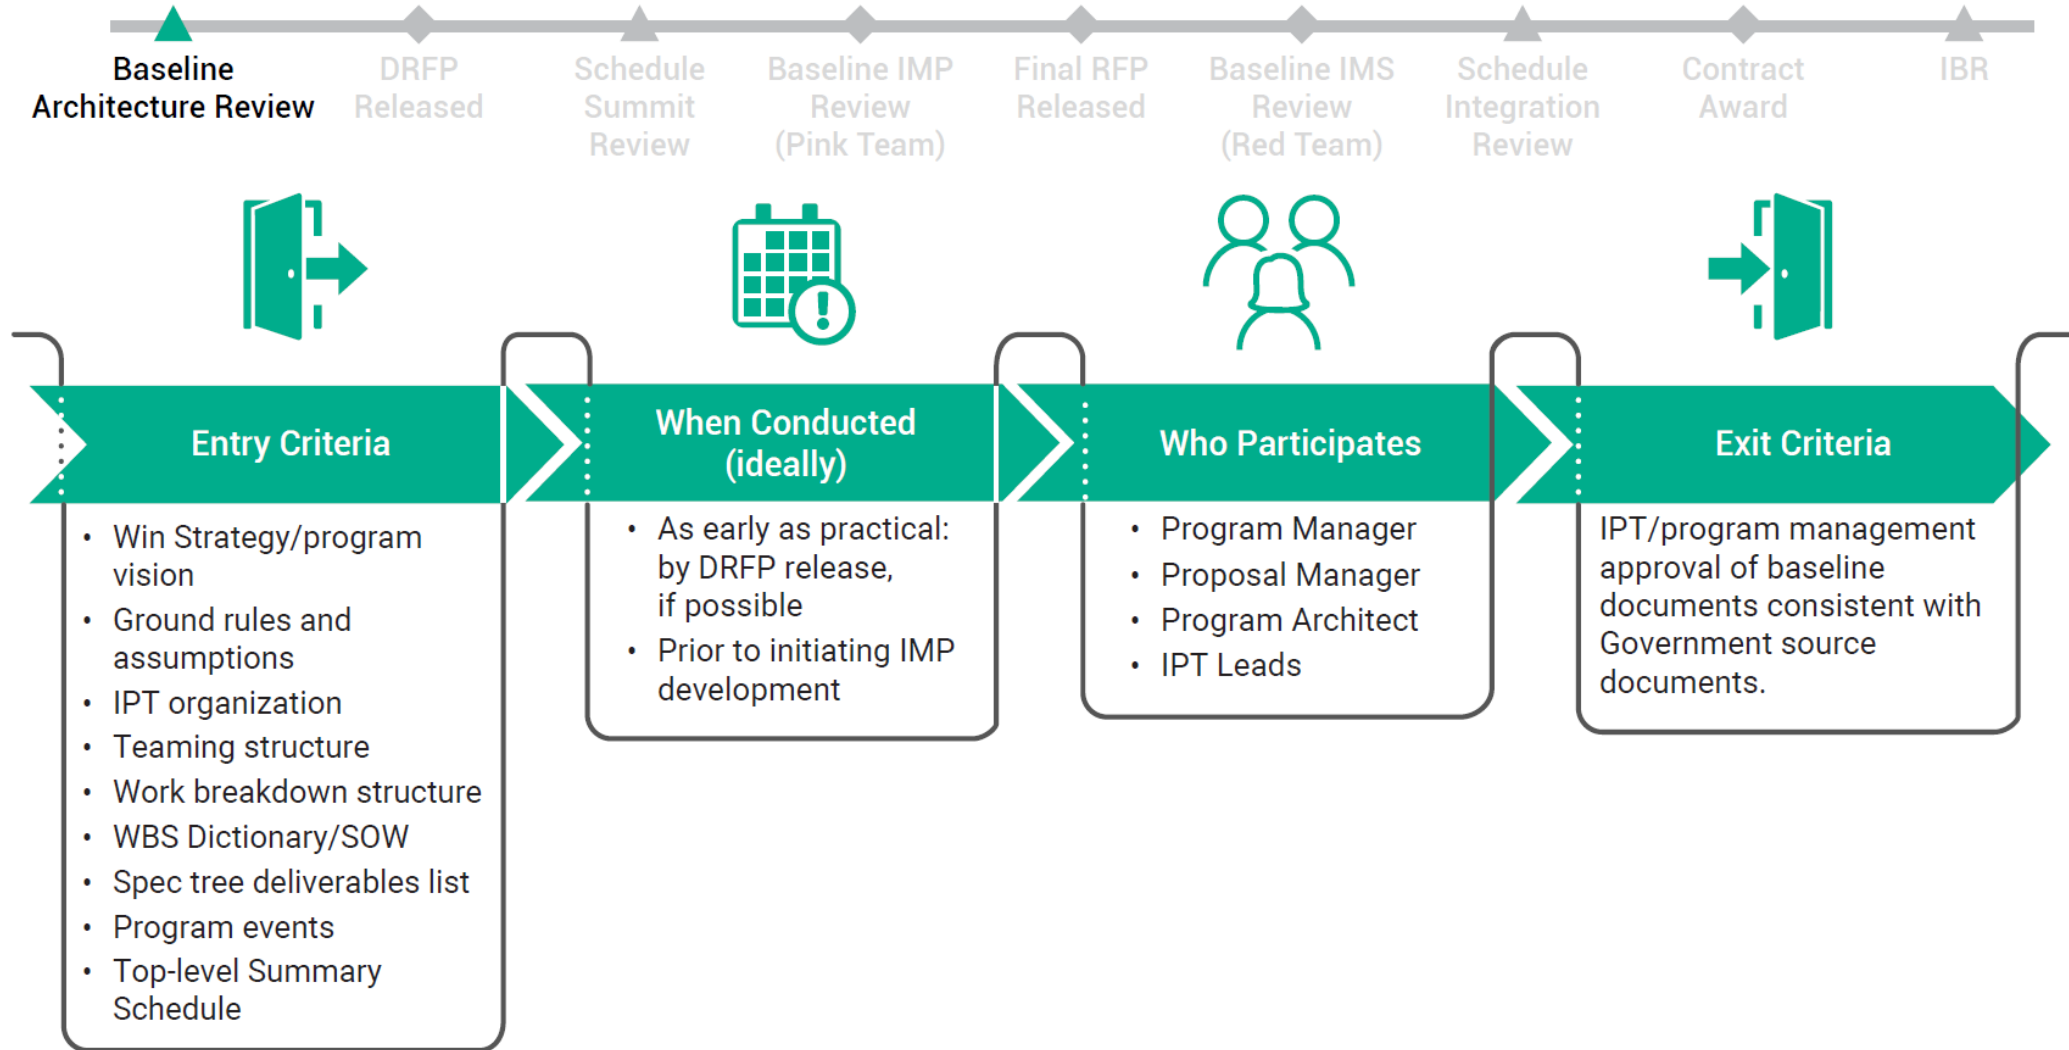 Baseline
Architecture Review
DRFP
Released
Schedule
Summit
Review
Baseline IMP
Review
(Pink Team)
Final RFP
Released
Baseline IMS
Review
(Red Team)
Schedule
Integration
Review
Contract
Award
IBR
Entry Criteria
• Win Strategy/program
vision
• Ground rules and
assumptions
• IPT organization
• Teaming structure
• Work breakdown structure
• WBS Dictionary/SOW
• Spec tree deliverables list
• Program events
• Top-level Summary
Schedule
When Conducted
(ideally)
• As early as practical:
by DRFP release,
if possible
• Prior to initiating IMP
development
Who Participates
• Program Manager
• Proposal Manager
• Program Architect
• IPT Leads
Exit Criteria
IPT/program management
approval of baseline
documents consistent with
Government source
documents.